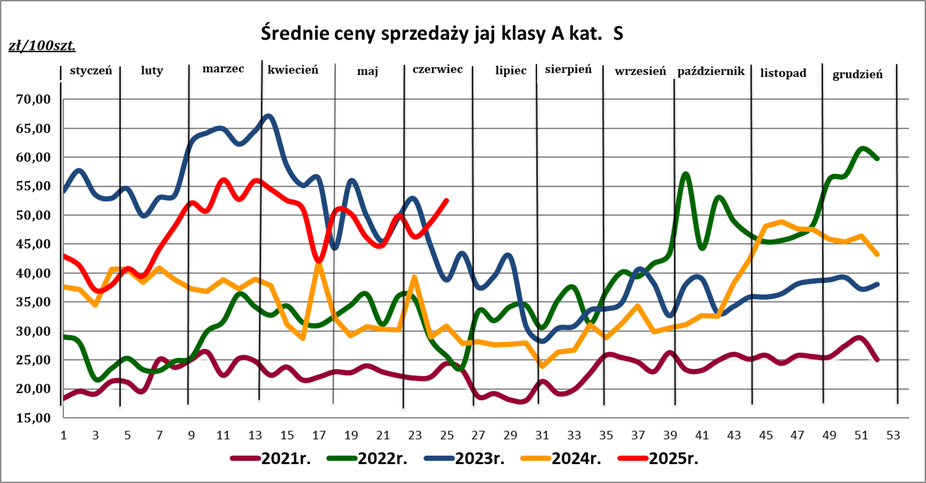 Średnie ceny sprzedaży jaj klasy A kat. S
zł/100szt.
styczeń luty marzec kwiecień maj czerwiec lipiec sierpień wrzesień październik listopad grudzień
70,00
65,00
60,00
55,00
50,00
45,00
40,00
35,00
30,00
25,00
20,00
15,00
1 3 5 7 9 11 13 15 17 19 21 23 25 27 29 31 33 35 37 39 41 43 45 47 49 51 53
2021r. 2022r. 2023r. 2024r. 2025r.